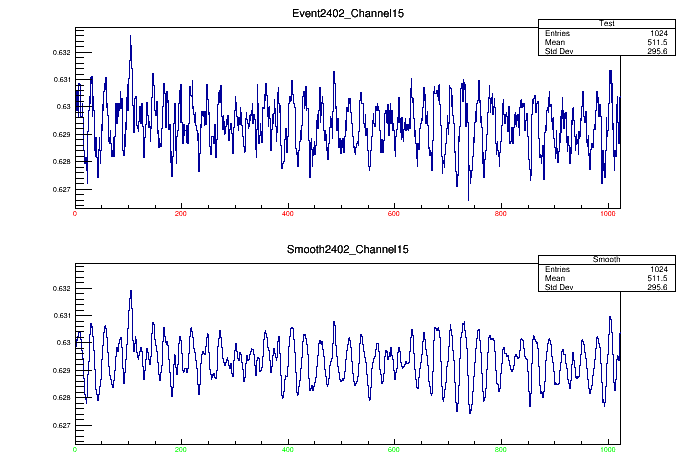 Event2402_Channel15
Test
Entries 1024
Mean 511.5
Std Dev 295.6
0.632
0.631
0.63
0.629
0.628
0.627
0 200 400 600 800 1000
Smooth2402_Channel15
Smooth
Entries 1024
Mean 511.5
Std Dev 295.6
0.632
0.631
0.63
0.629
0.628
0.627
0 200 400 600 800 1000